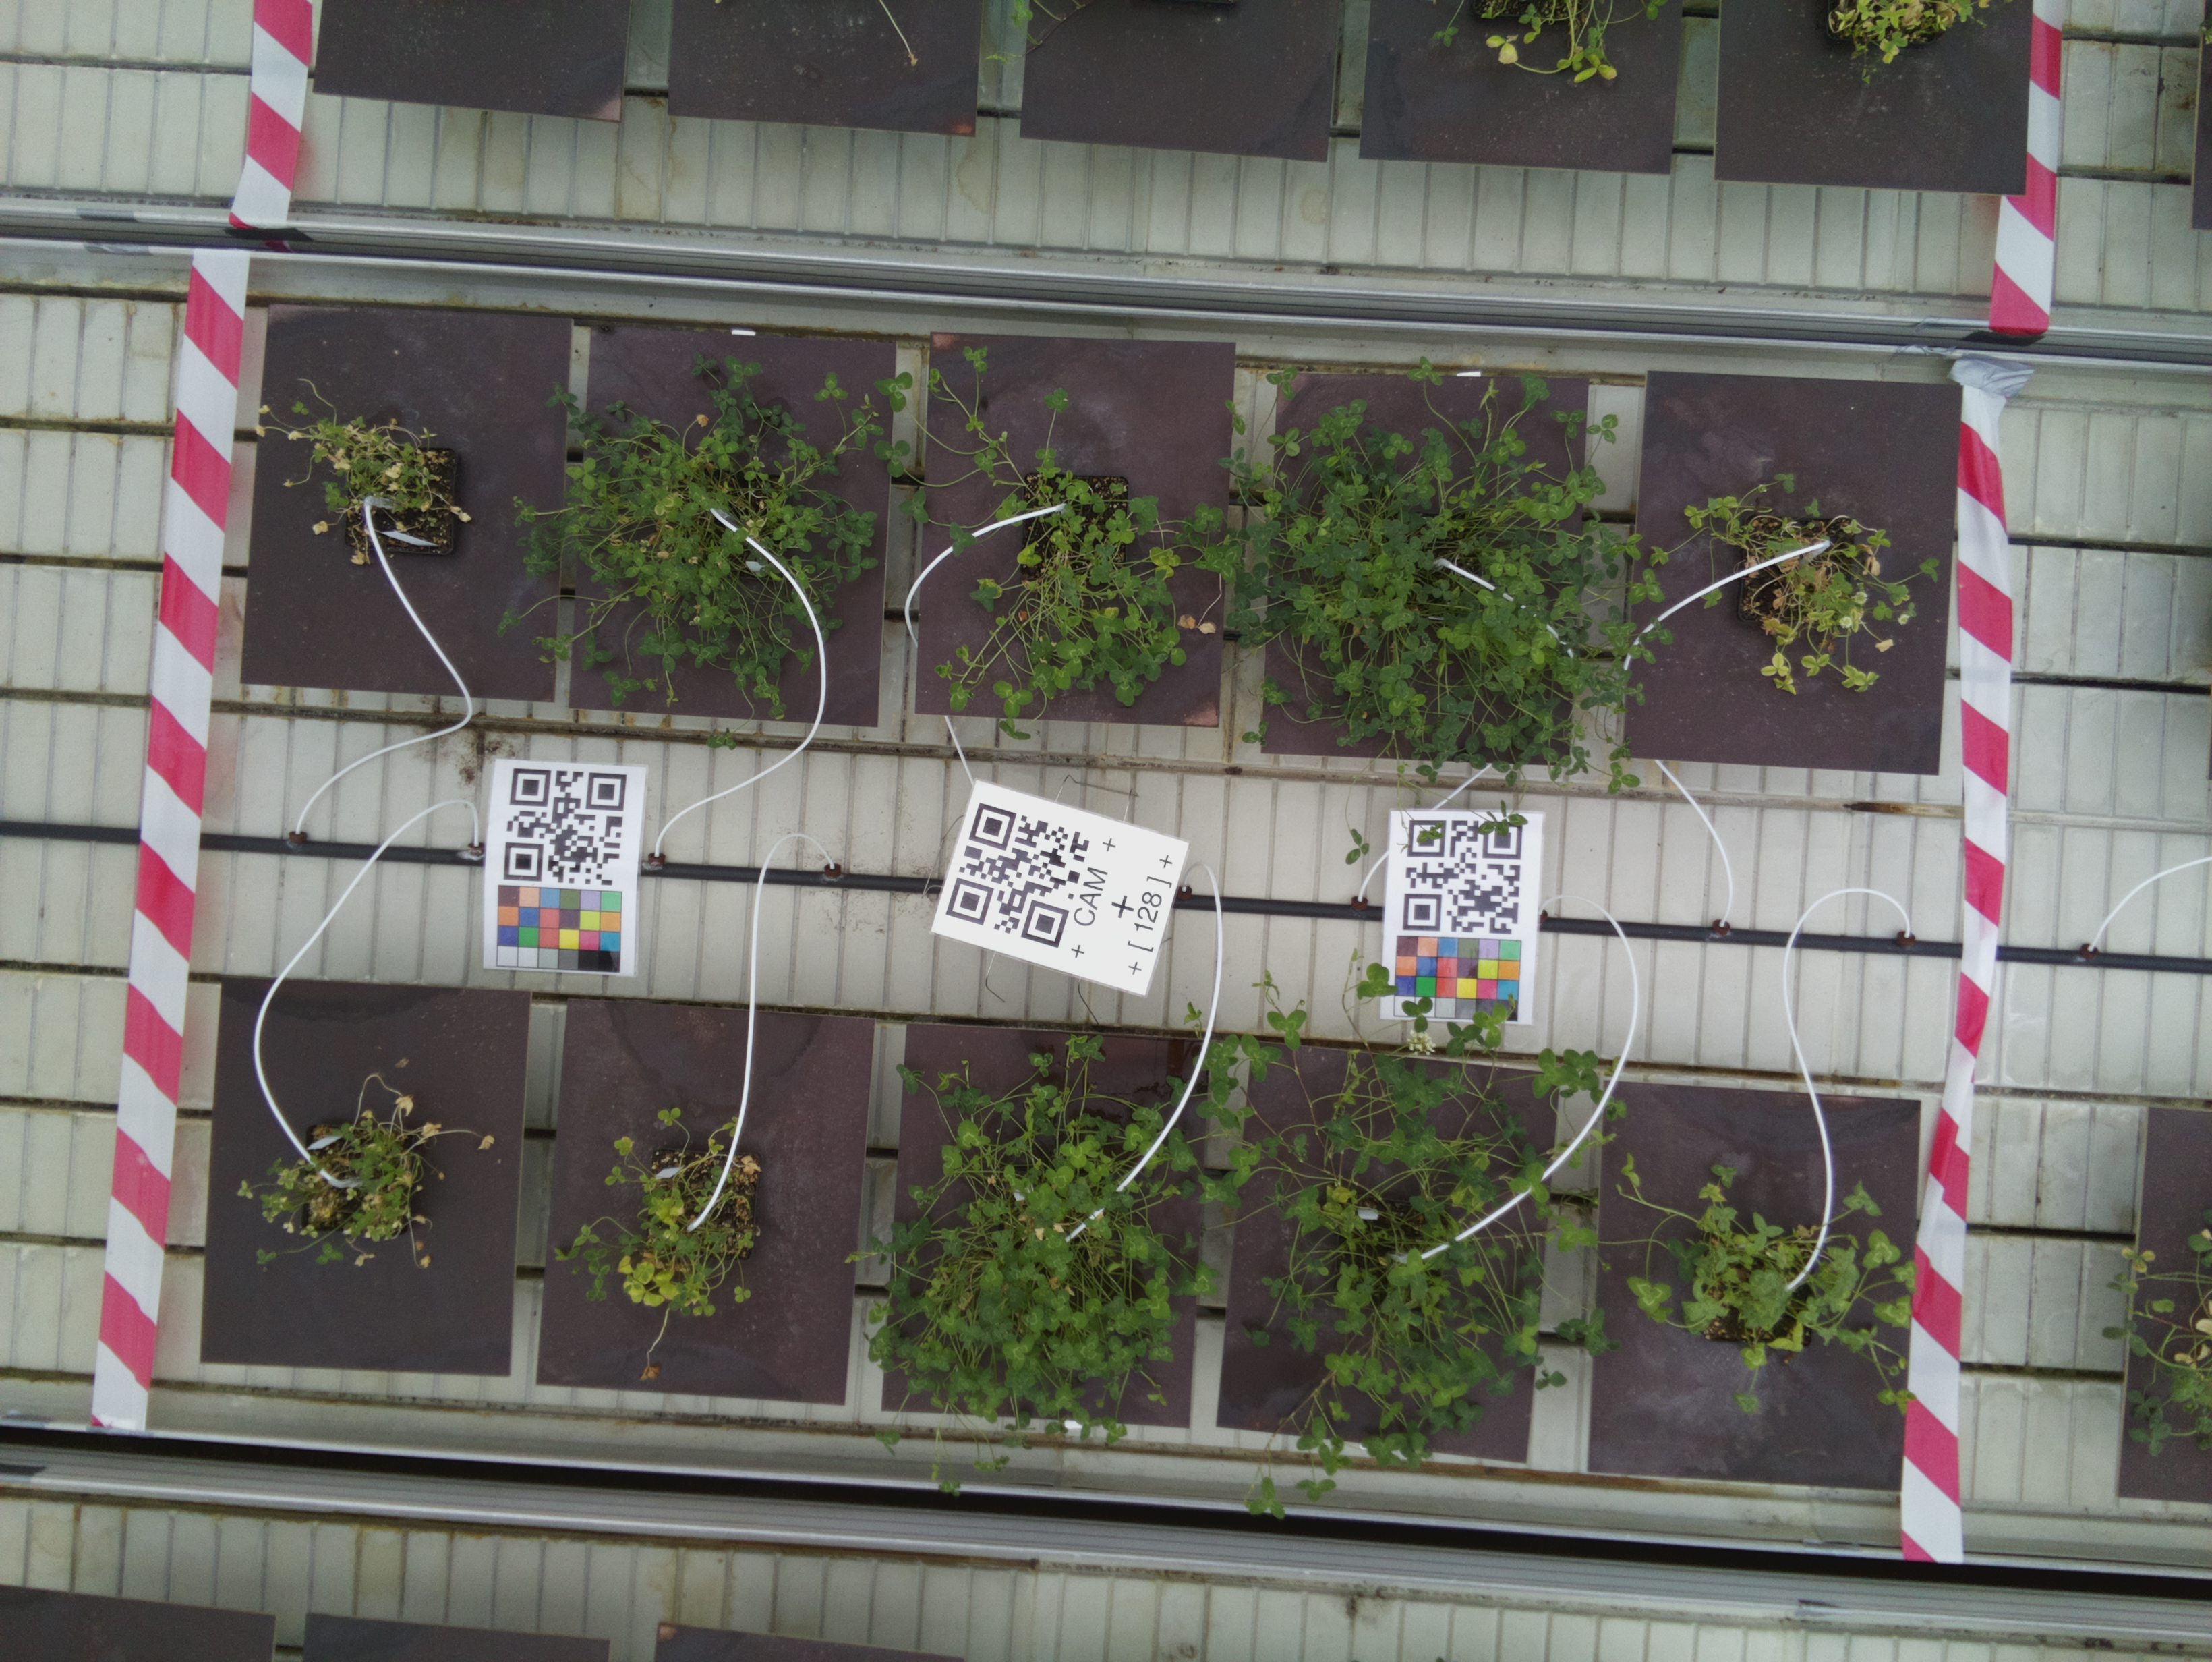 + CAM +
+
+ [ 128 ] +